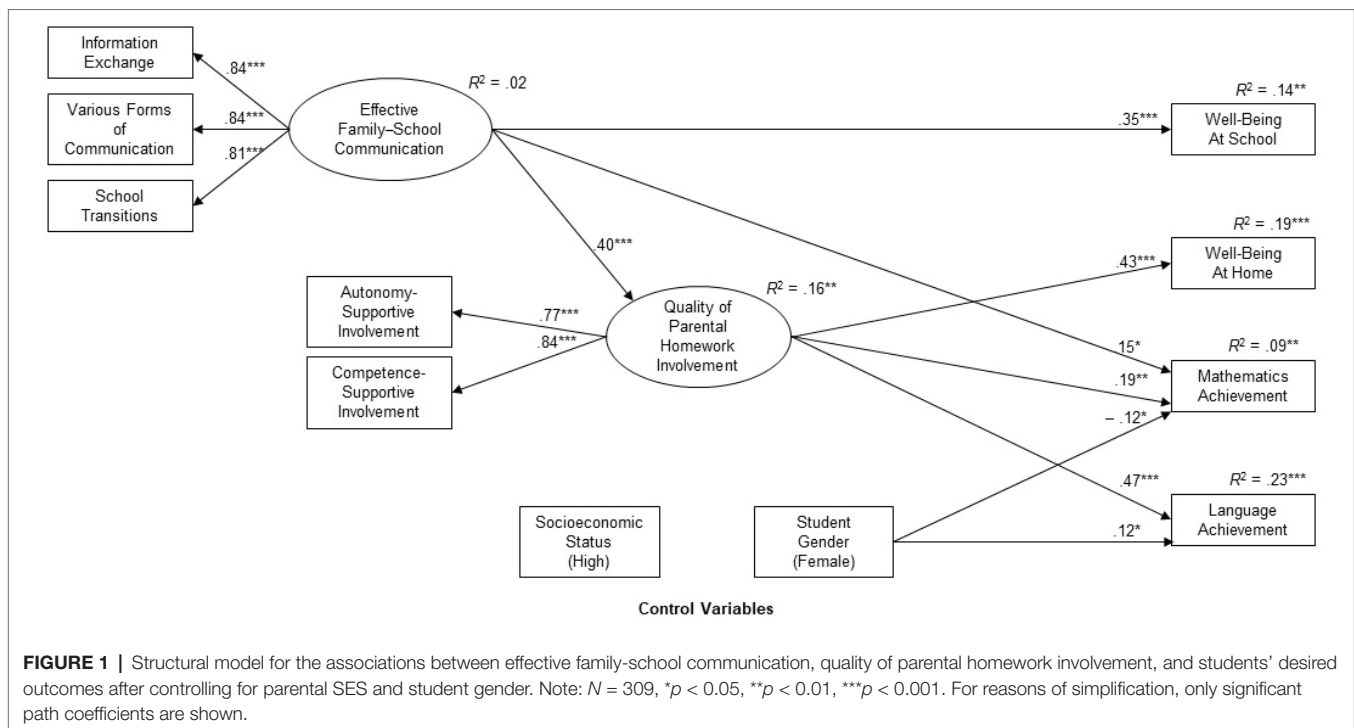 Information
Exchange
.84***
R² = .02
Effective
Family–School
Communication
Various Forms
of
Communication
.84***
.81***
School
Transitions
R² = .14**
.35***
Well-Being
At School
.40***
R² = .19***
.43***
Well-Being
At Home
Autonomy-
Supportive
Involvement
.77***
R² = .16**
Quality of
Parental
Homework
Involvement
.84***
Competence-
Supportive
Involvement
.15*
R² = .09**
.19**
Mathematics
Achievement
– .12*
.47***
R² = .23***
Language
Achievement
.12*
Socioeconomic
Status
(High)
Student
Gender
(Female)
Control Variables
FIGURE 1 | Structural model for the associations between effective family-school communication, quality of parental homework involvement, and students’ desired
outcomes after controlling for parental SES and student gender. Note: N = 309, *p < 0.05, **p < 0.01, ***p < 0.001. For reasons of simplification, only significant
path coefficients are shown.